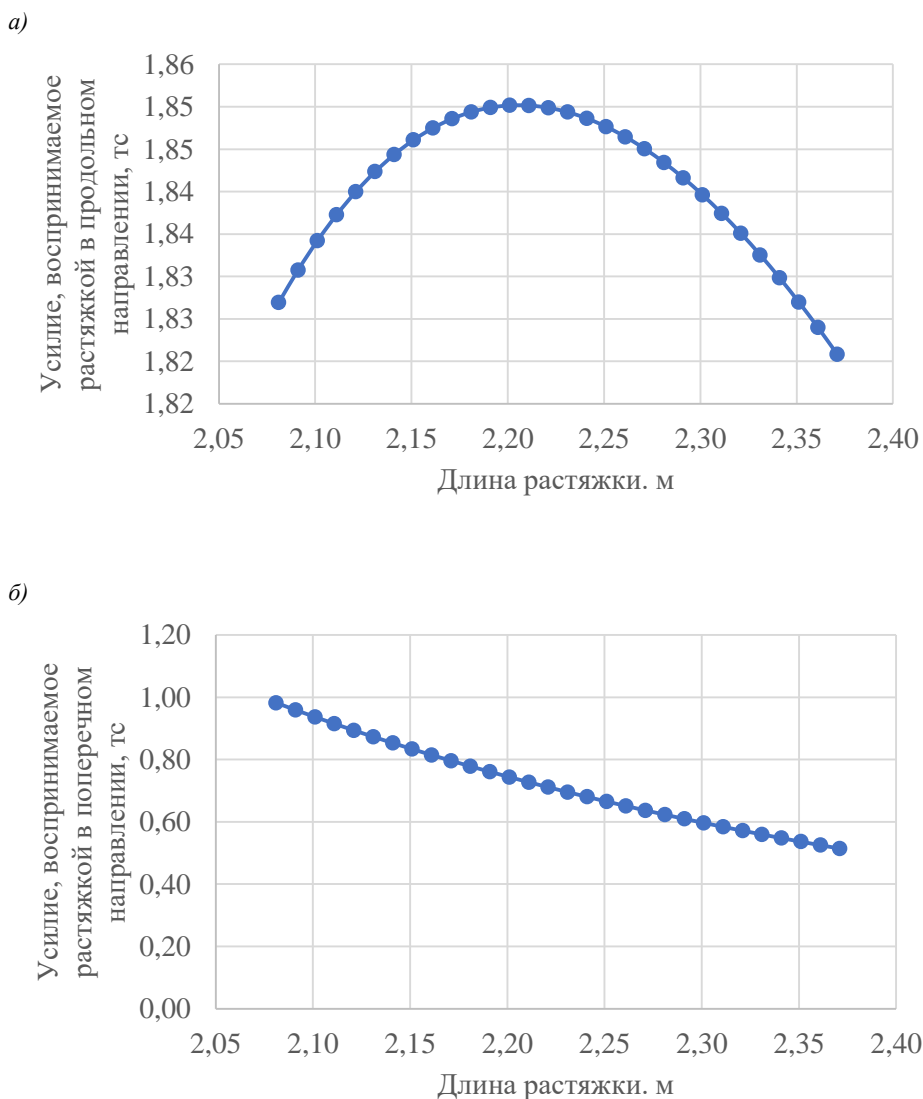 а)
Усилие, воспринимаемое
растяжкой в продольном
направлении, тс
1,86
1,85
1,85
1,84
1,84
1,83
1,83
1,82
1,82
2,05 2,10 2,15 2,20 2,25 2,30 2,35 2,40
Длина растяжки. м
б)
Усилие, воспринимаемое
растяжкой в поперечном
направлении, тс
1,20
1,00
0,80
0,60
0,40
0,20
0,00
2,05 2,10 2,15 2,20 2,25 2,30 2,35 2,40
Длина растяжки. м